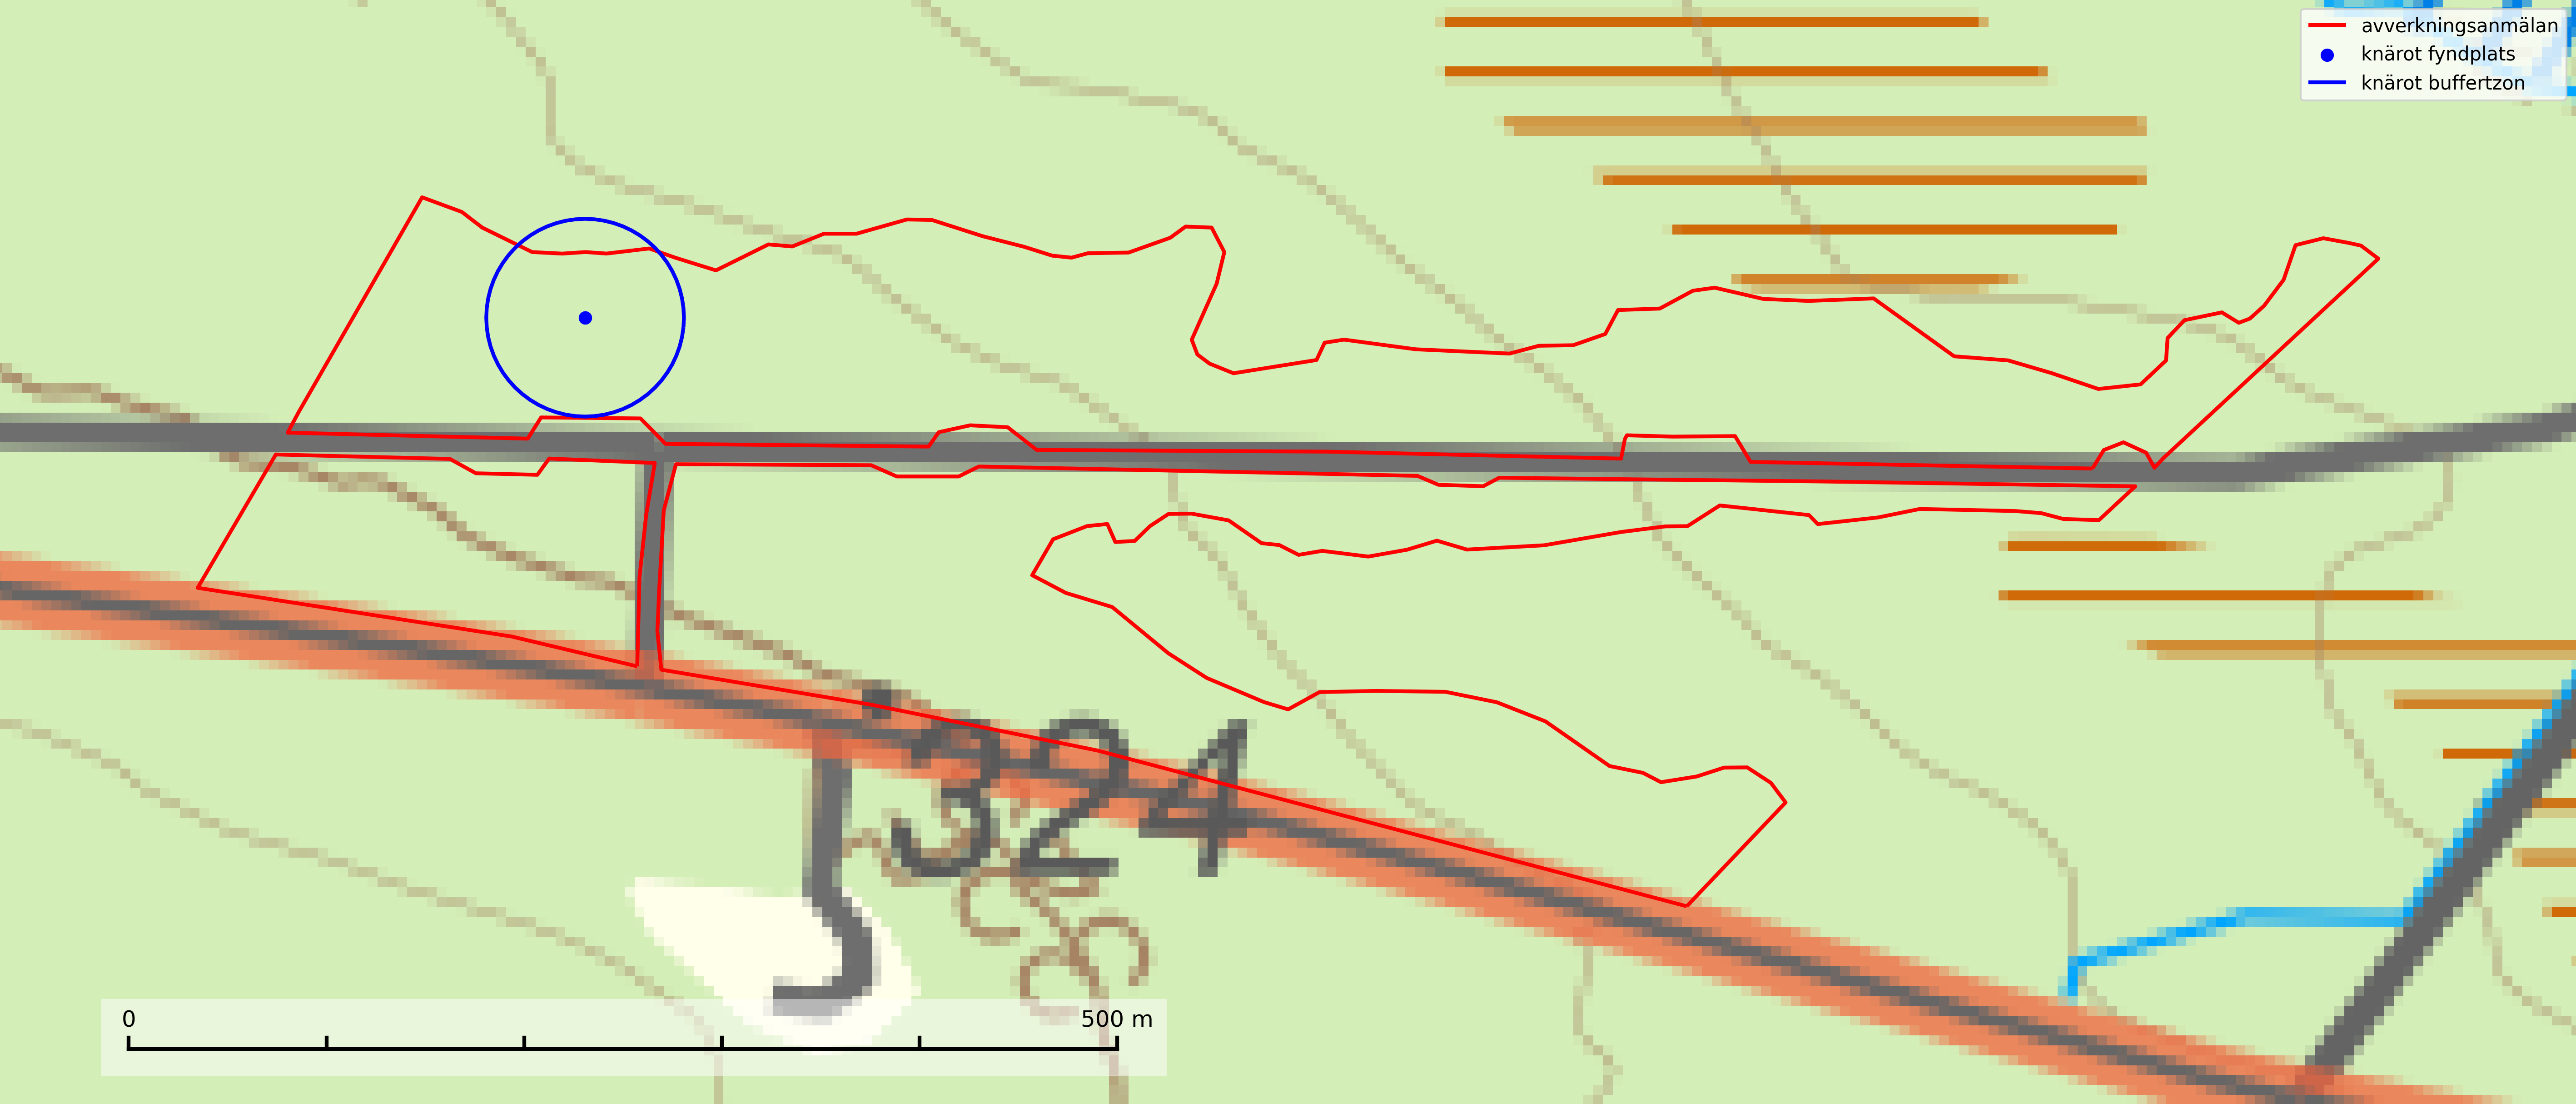 avverkningsanmälan
knärot fyndplats
knärot buffertzon
324
0 500 m